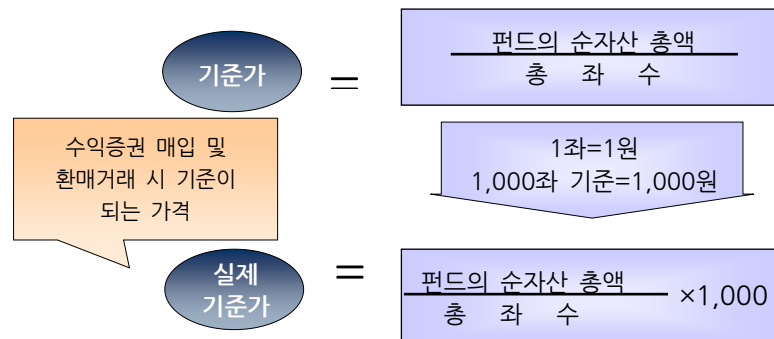 기준가
=
펀드의 순자산 총액
총 좌 수
수익증권 매입 및
환매거래 시 기준이
되는 가격
1좌=1원
1,000좌 기준=1,000원
실제
기준가
=
펀드의 순자산 총액
총 좌 수
×1,000